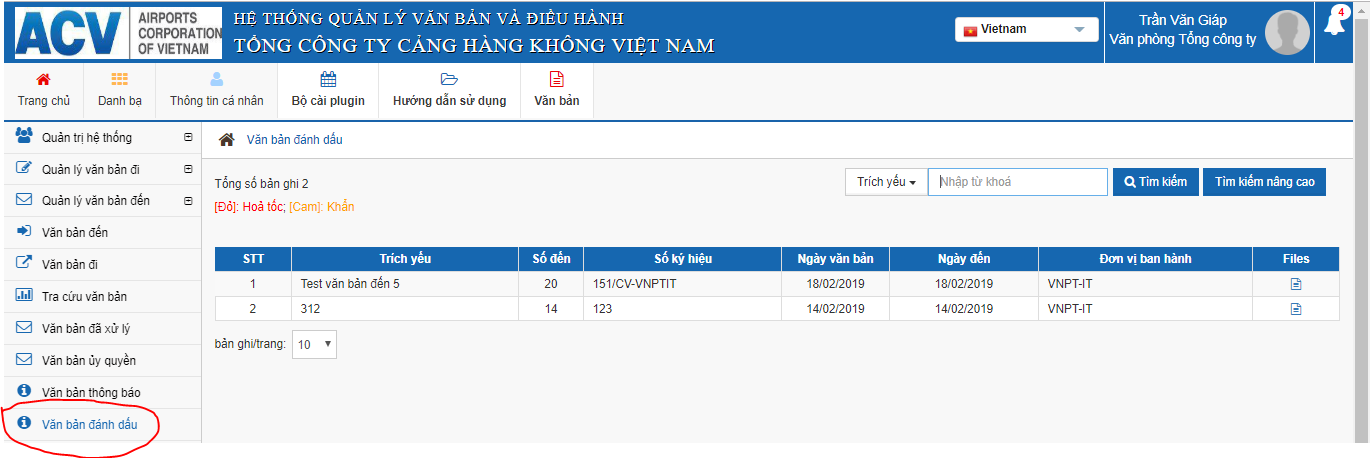 ACV
AIRPORTS
CORPORATION
OF VIETNAM
HỆ THỐNG QUẢN LÝ VĂN BẢN VÀ ĐIỀU HÀNH
TỔNG CÔNG TY CẢNG HÀNG KHÔNG VIỆT NAM
Vietnam
Trần Văn Giáp
Văn phòng Tổng công ty
4
Trang chủ Danh bạ Thông tin cá nhân Bộ cài plugin Hướng dẫn sử dụng Văn bản
Quản trị hệ thống
Quản lý văn bản đi
Quản lý văn bản đến
Văn bản đến
Văn bản đi
Tra cứu văn bản
Văn bản đã xử lý
Văn bản ủy quyền
Văn bản thông báo
Văn bản đánh dấu
Văn bản đánh dấu
Tổng số bản ghi 2
[Đỏ]: Hoả tốc; [Cam]: Khẩn
Trích yếu Nhập từ khoá Tìm kiếm Tìm kiếm nâng cao
STT Trích yếu Số đến Số ký hiệu Ngày văn bản Ngày đến Đơn vị ban hành Files
1 Test văn bản đến 5 20 151/CV-VNPTIT 18/02/2019 18/02/2019 VNPT-IT
2 312 14 123 14/02/2019 14/02/2019 VNPT-IT
bản ghi/trang: 10